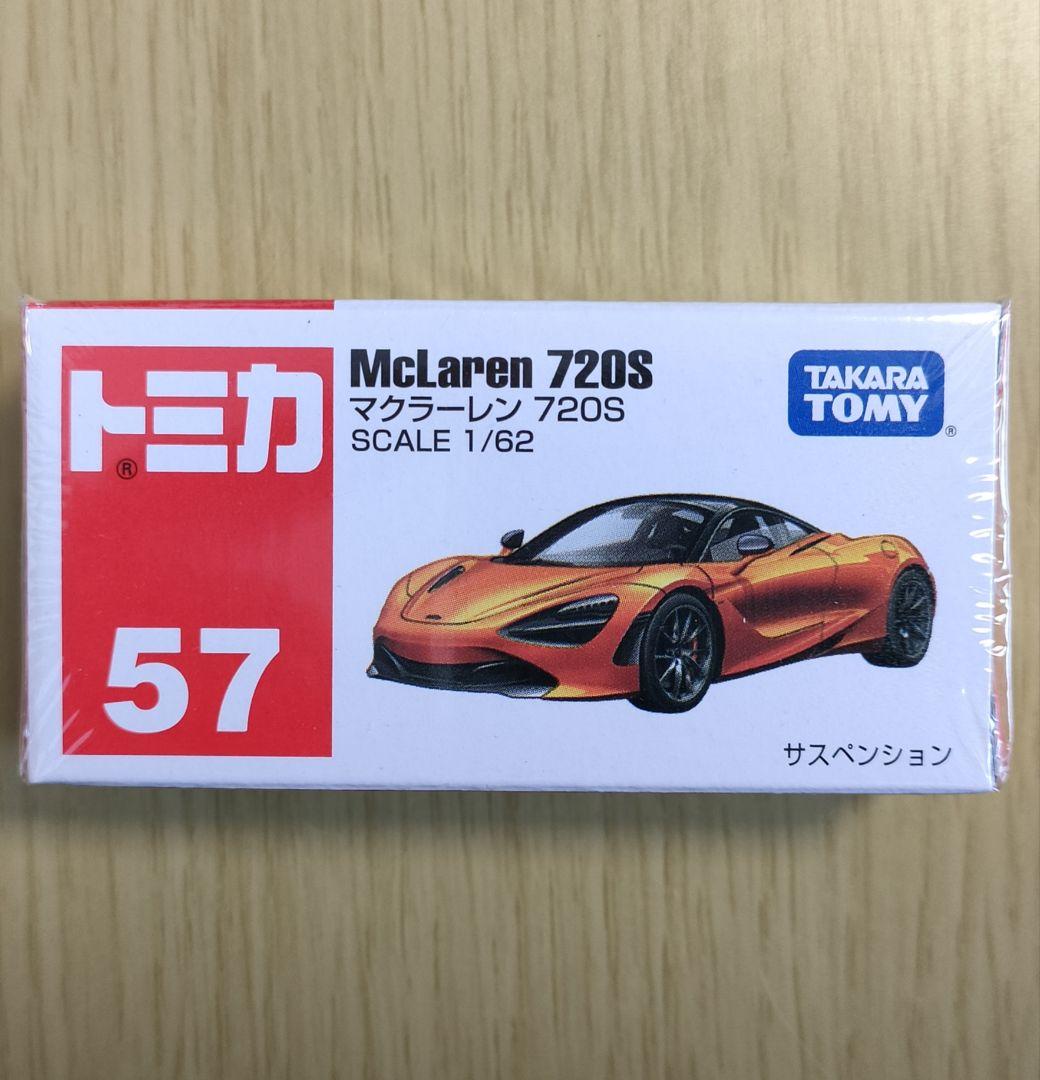 トミカ
®
57
McLaren 720S
マクラーレン 720S
SCALE 1/62
TAKARA
TOMY
®
サスペンション